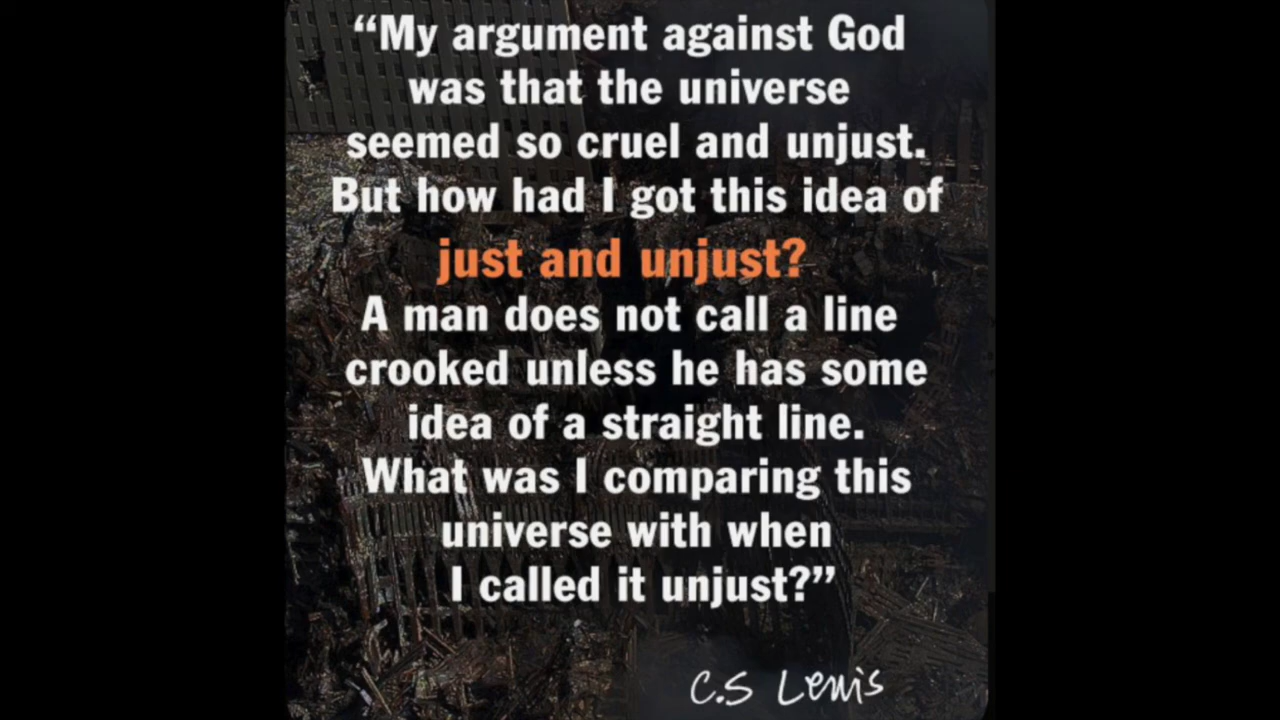 “My argument against God
was that the universe
seemed so cruel and unjust.
But how had I got this idea of
just and unjust?
A man does not call a line
crooked unless he has some
idea of a straight line.
What was I comparing this
universe with when
I called it unjust?”
C.S Lewis